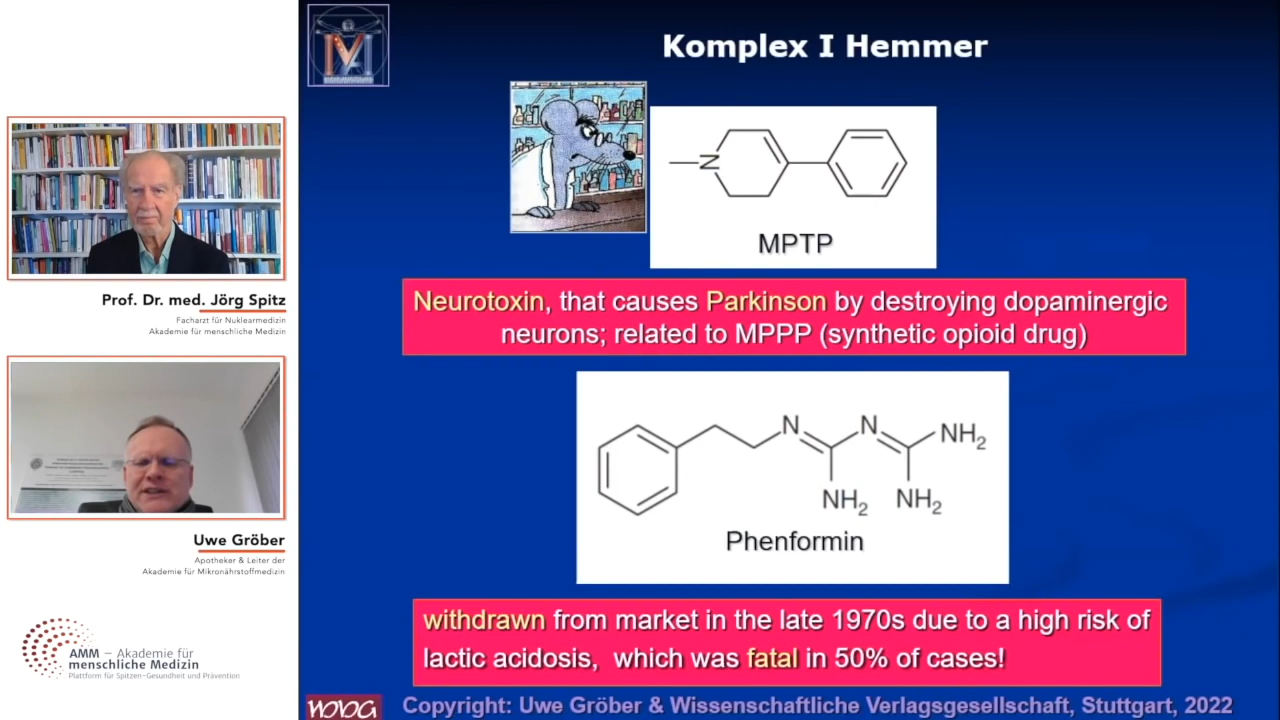 Komplex I Hemmer
N
MPTP
Neurotoxin, that causes Parkinson by destroying dopaminergic
neurons; related to MPPP (synthetic opioid drug)
N
N
NH2
NH2
NH2
Phenformin
withdrawn from market in the late 1970s due to a high risk of
lactic acidosis, which was fatal in 50% of cases!
Copyright: Uwe Gröber & Wissenschaftliche Verlagsgesellschaft, Stuttgart, 2022
Prof. Dr. med. Jörg Spitz
Facharzt für Nuklearmedizin
Akademie für menschliche Medizin
Uwe Gröber
Apotheker & Leiter der
Akademie für Mikronährstoffmedizin
AMM – Akademie für
menschliche Medizin
Plattform für Spitzen-Gesundheit und Prävention